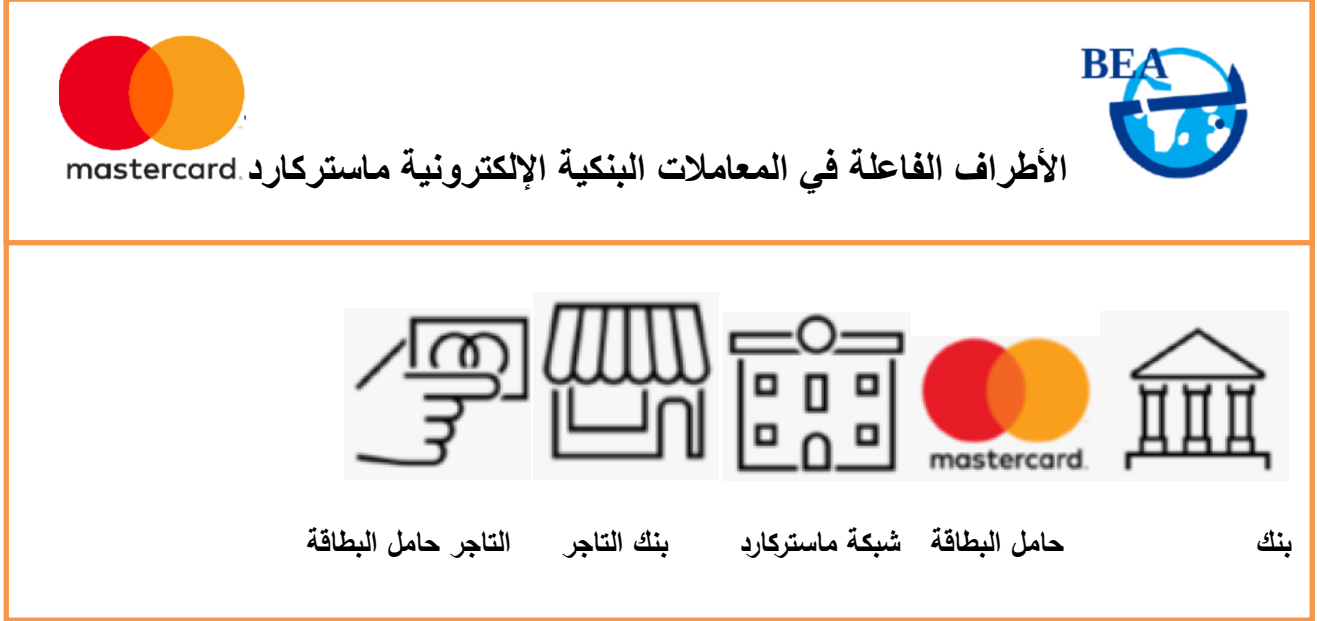 BEA
mastercard.
الأطراف الفاعلة في المعاملات البنكية الإلكترونية ماستركارد
mastercard.
بنك حامل البطاقة شبكة ماستركارد بنك التاجر التاجر حامل البطاقة